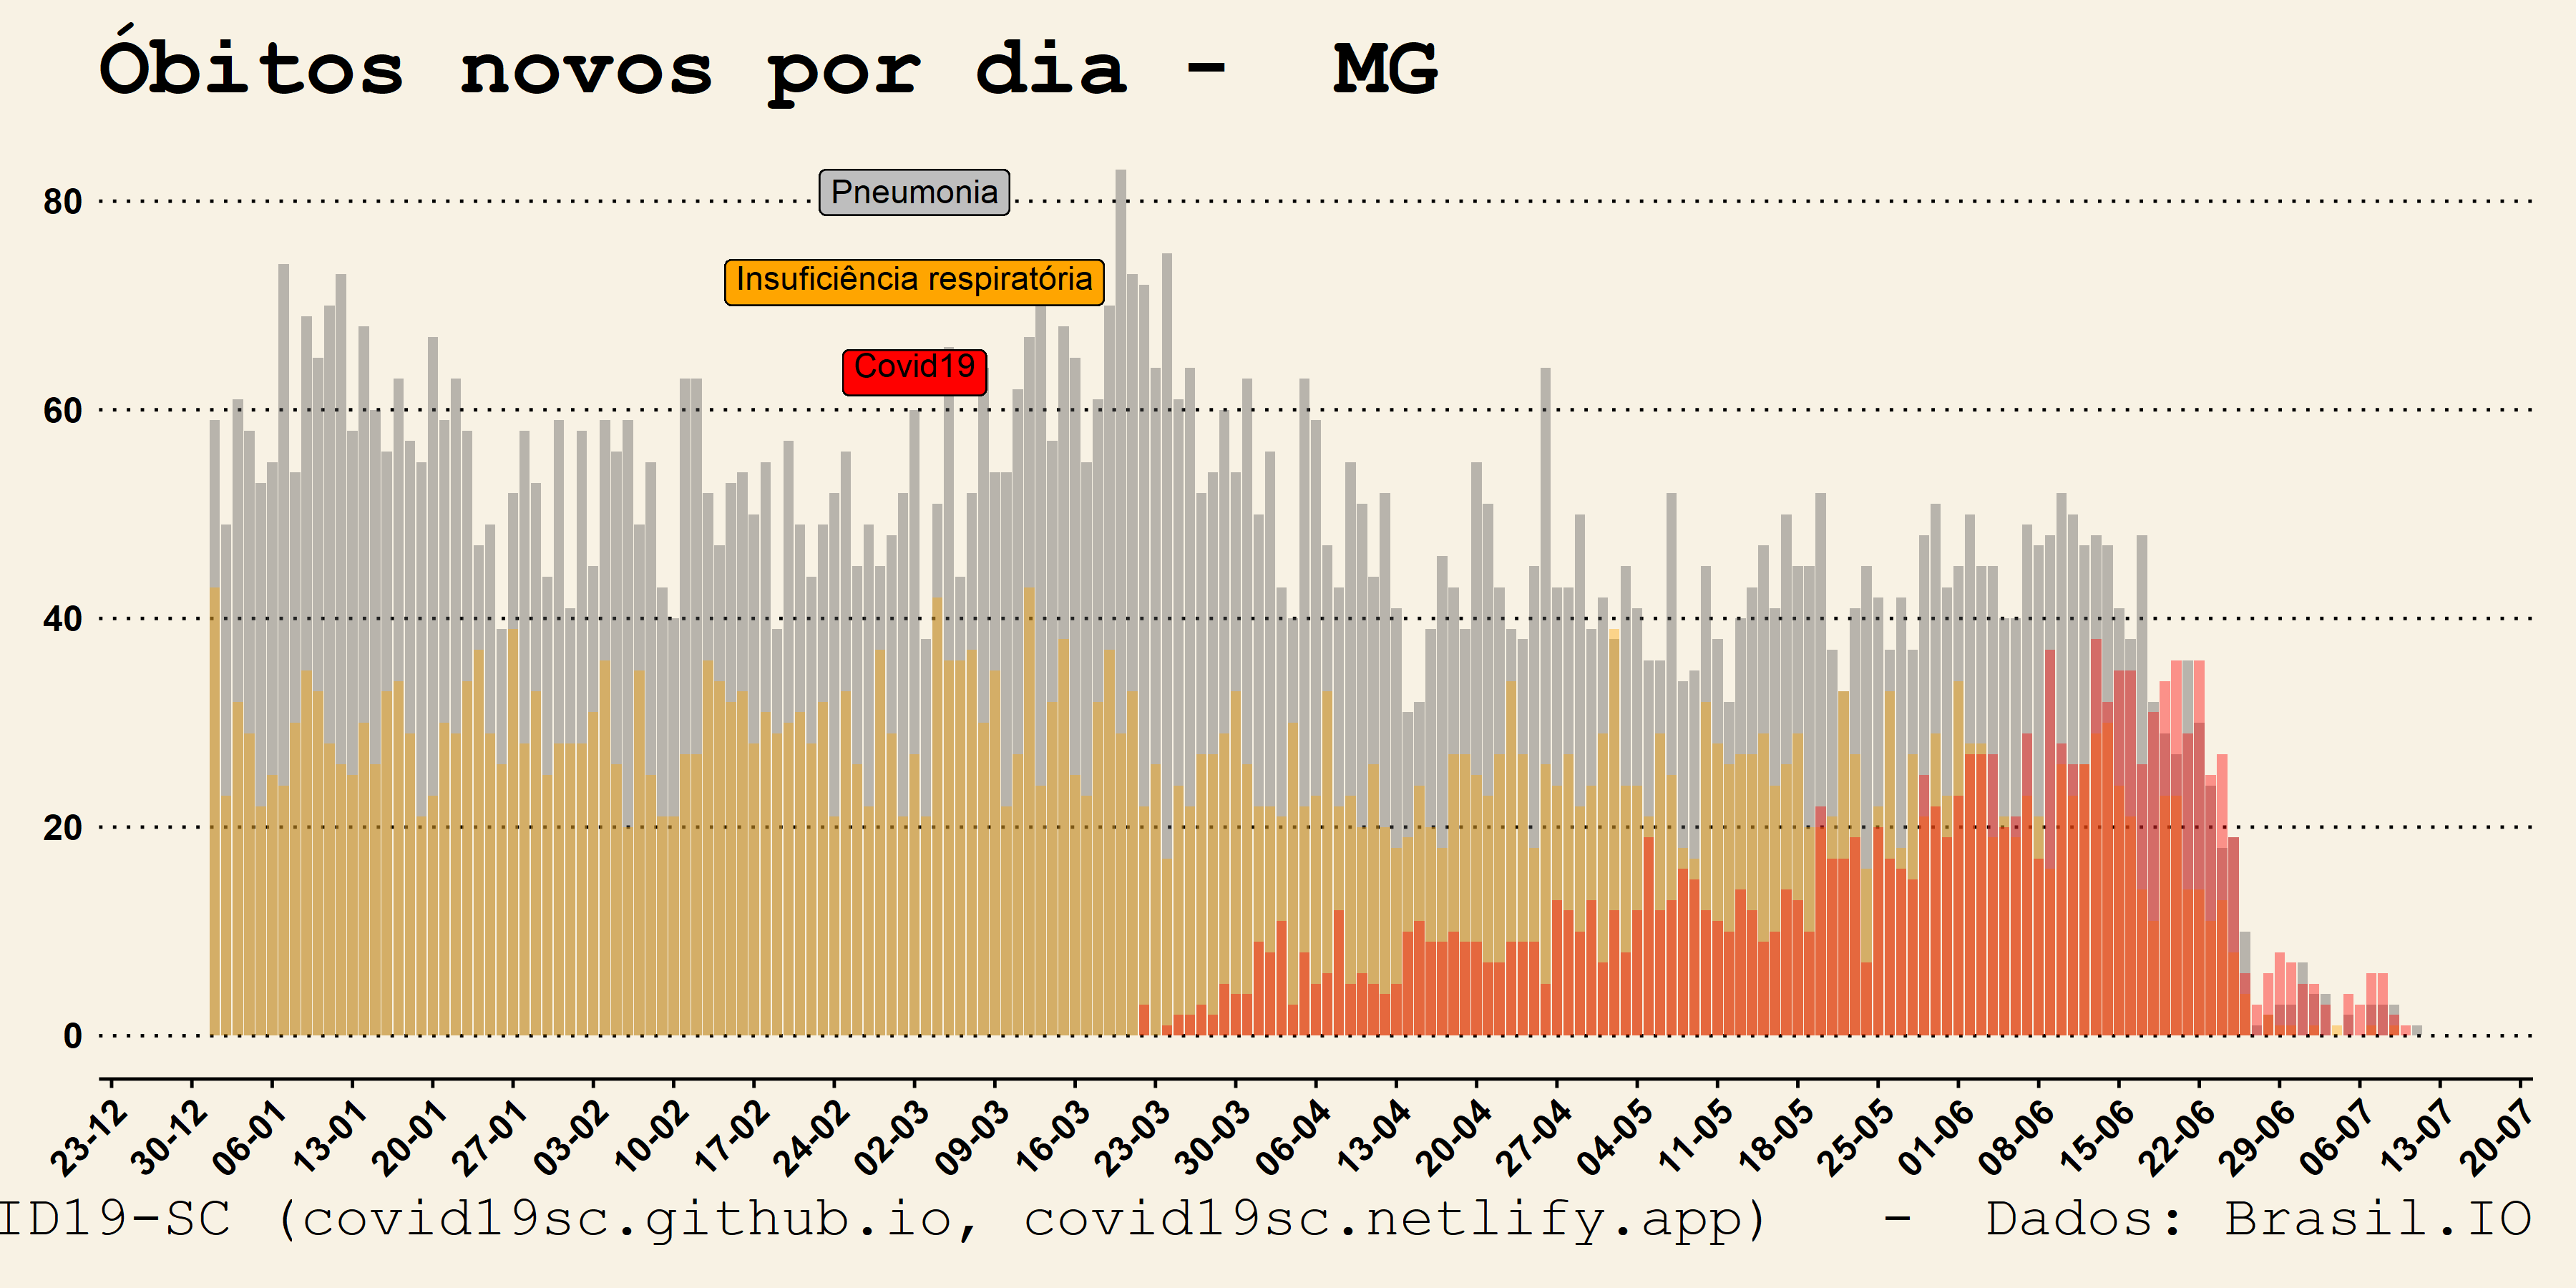 Óbitos novos por dia - MG
80
Pneumonia
Insuficiência respiratória
Covid19
60
40
20
0
23-12 30-12 06-01 13-01 20-01 27-01 03-02 10-02 17-02 24-02 02-03 09-03 16-03 23-03 30-03 06-04 13-04 20-04 27-04 04-05 11-05 18-05 25-05 01-06 08-06 15-06 22-06 29-06 06-07 13-07 20-07
ID19-SC (covid19sc.github.io, covid19sc.netlify.app) - Dados: Brasil.IO